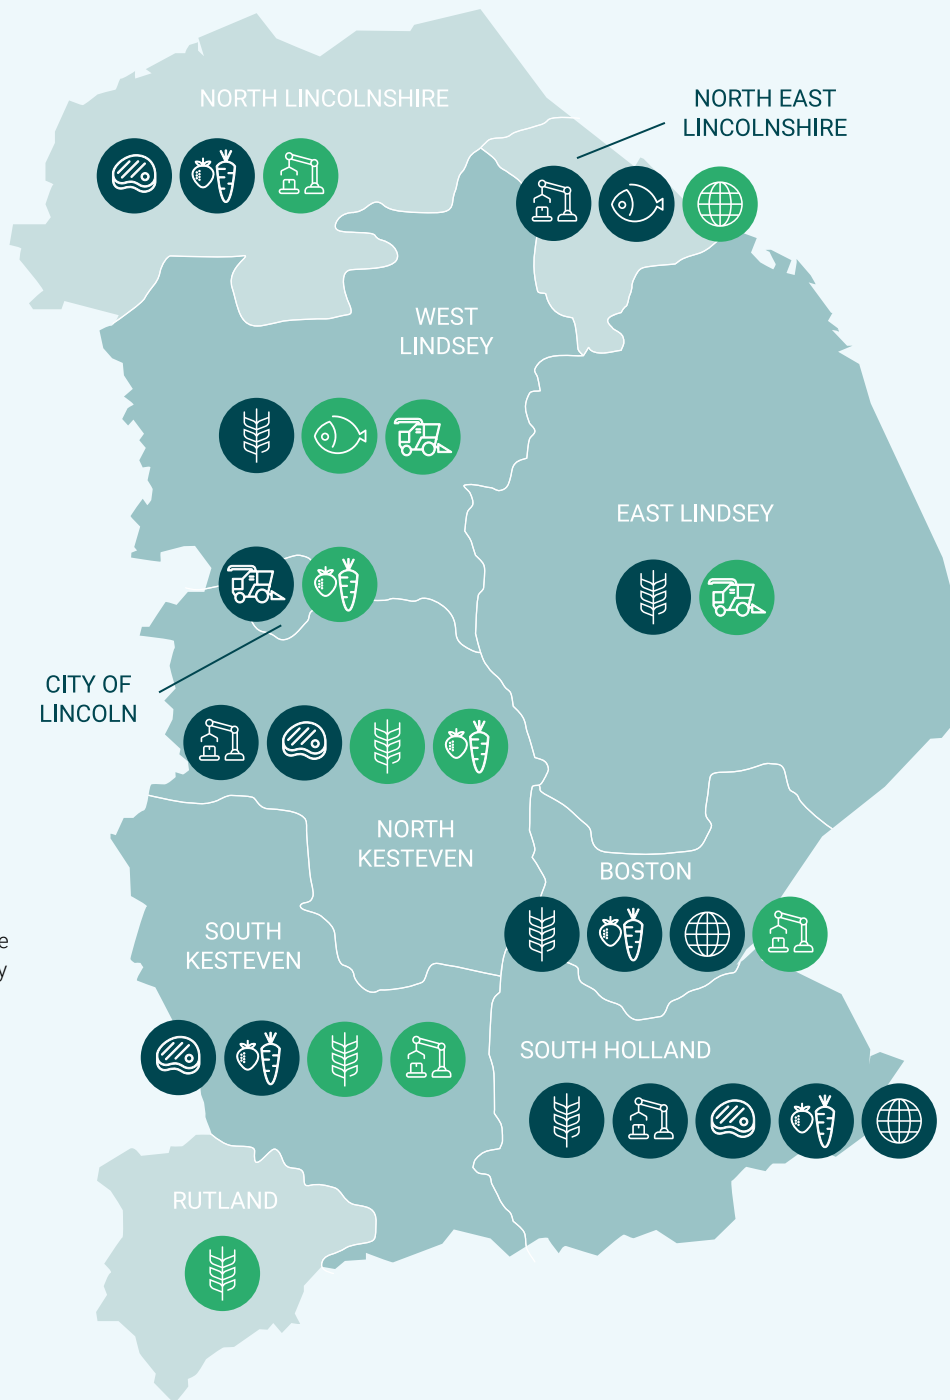 NORTH LINCOLNSHIRE
NORTH EAST
LINCOLNSHIRE
WEST
LINDSEY
EAST LINDSEY
CITY OF
LINCOLN
NORTH
KESTEVEN
BOSTON
SOUTH
KESTEVEN
e
y
SOUTH HOLLAND
RUTLAND